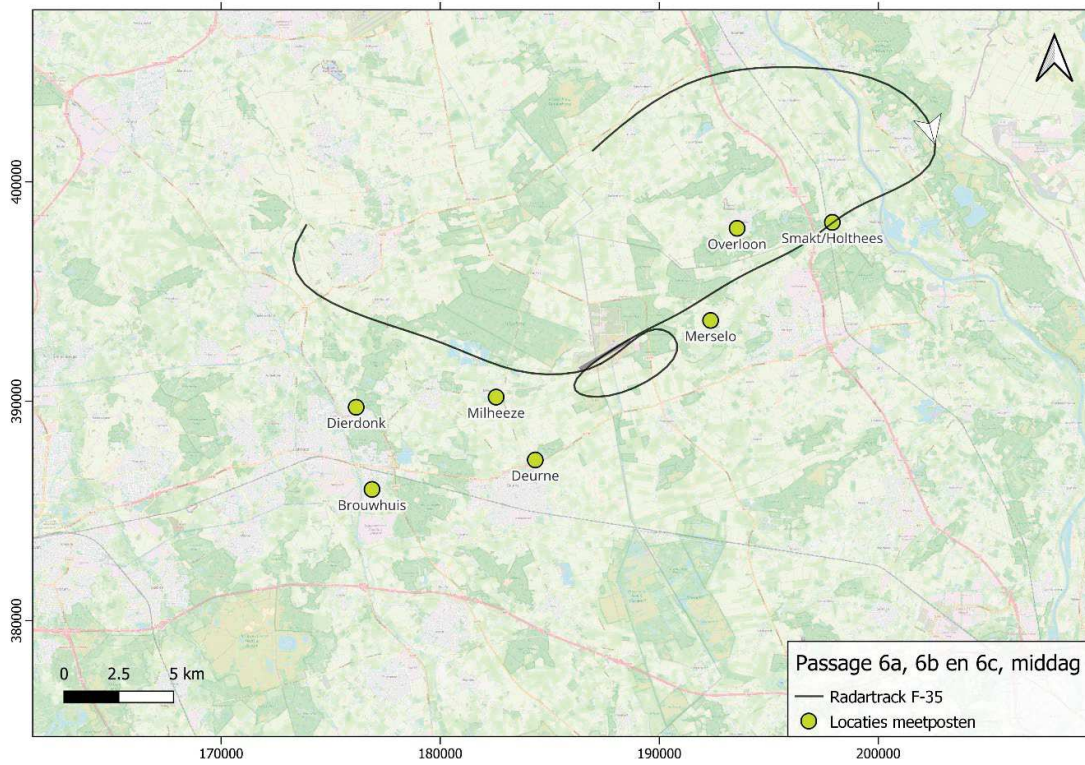 400000
390000
380000
Overloon
Smakt/Holthees
Merselo
Milheeze
Dierdonk
Deurne
Brouwhuis
0 2.5 5 km
Passage 6a, 6b en 6c, middag
Radartrack F-35
Locaties meetposten
170000 180000 190000 200000